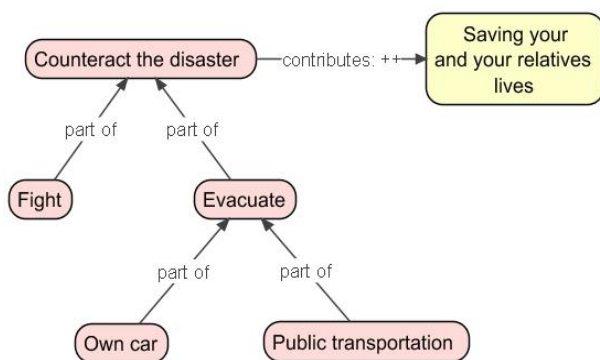 Counteract the disaster
contributes: ++
Saving your
and your relatives
lives
part of
part of
Fight
Evacuate
part of
part of
Own car
Public transportation